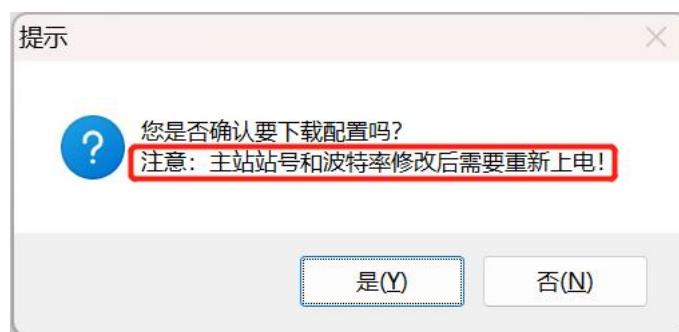 提示
您是否确认要下载配置吗?
注意：主站站号和波特率修改后需要重新上电!
是(Y)
否(N)